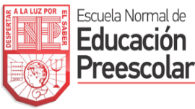 A LA LUZ POR
DESPERTAR
EL SABER
Escuela Normal de
Educación
Preescolar